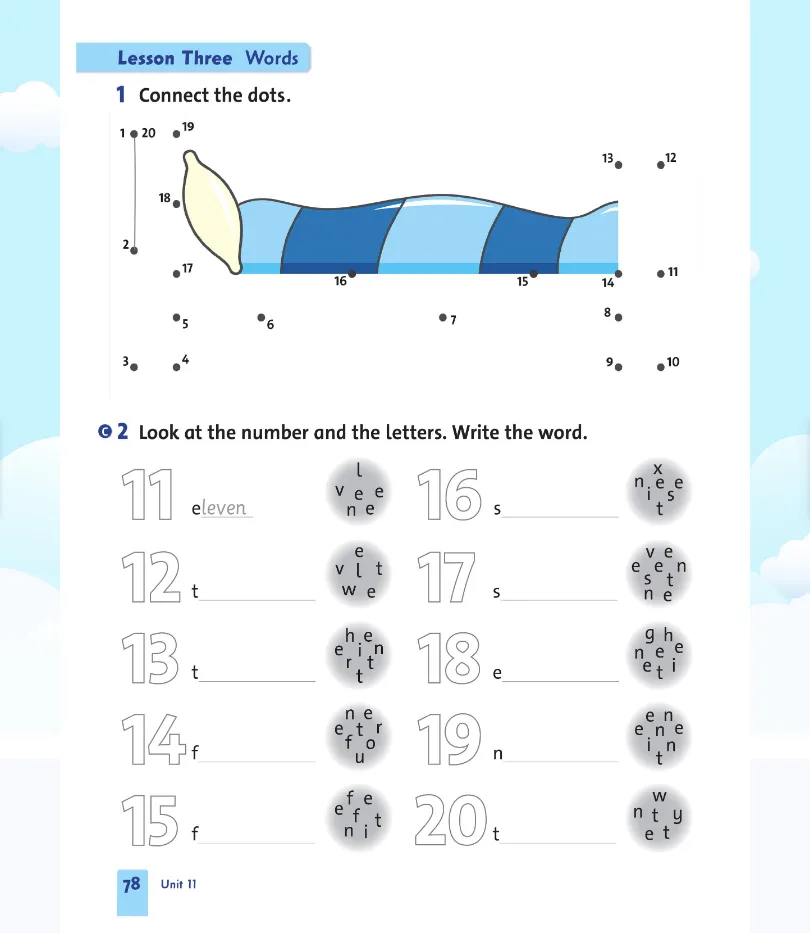 Lesson Three Words
1 Connect the dots.
1 20 19
13 12
18
2
17
16 15 14 11
5 6 7 8
3 4 9 10
C 2 Look at the number and the letters. Write the word.
11 eleven l v e e n e
16 s x n e e i s t
12 t e v l t w e
17 s v e e e n s t n e
13 t h e e i n r t t
18 e g h n e e e t i
14 f n e e t r f o u
19 n e n e n e i n t
15 f f e e f t n i
20 t w n t y e t
78 Unit 11